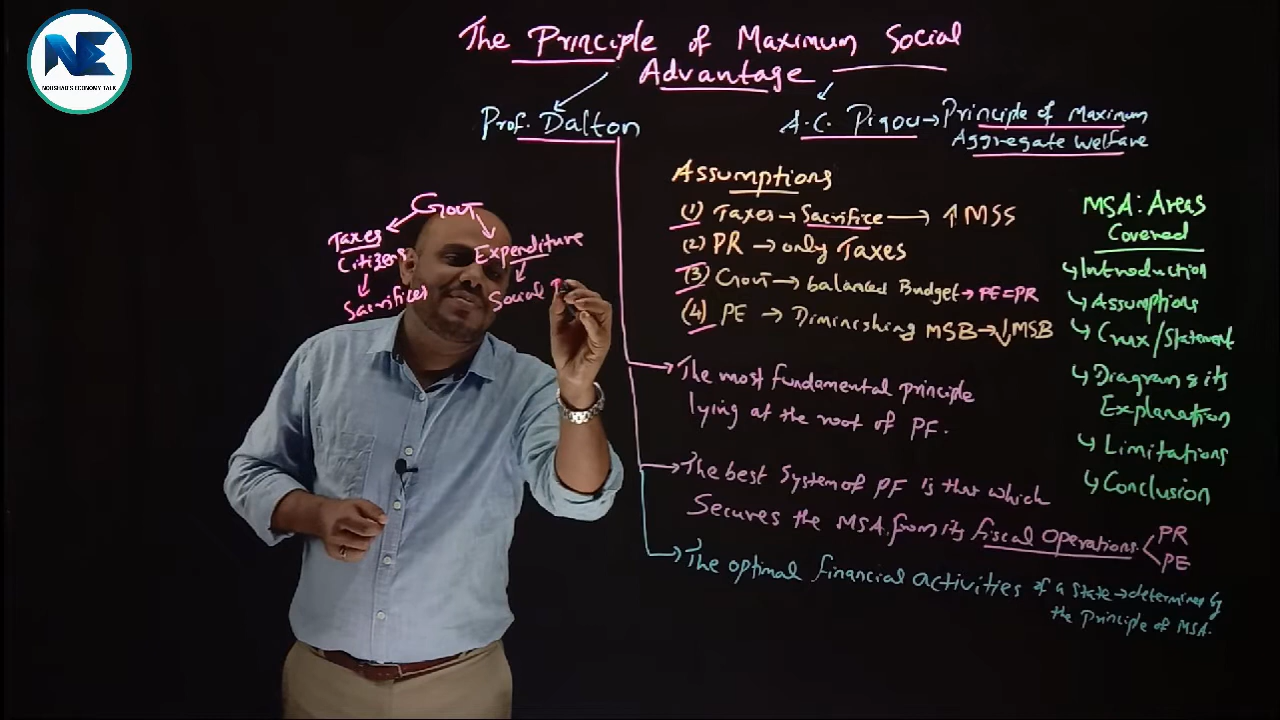 NE
NOUSHAD'S ECONOMY TALK
The Principle of Maximum Social
Advantage
Prof. Dalton
A.C. Pigou → Principle of Maximum
Aggregate Welfare
Govt
Taxes
Citizens
Sacrifices
Expenditure
Social
Assumptions
(1) Taxes → Sacrifice → ↑ MSS
(2) PR → only Taxes
(3) Govt → balanced Budget → PE = PR
(4) PE → Diminishing MSB → ↓ MSB
The most fundamental principle
lying at the root of PF.
The best system of PF is that which
Secures the MSA from its fiscal Operations
PR
PE
The optimal financial activities of a state → determined by
the Principle of MSA.
MSA: Areas
Covered
Introduction
Assumptions
Crux/Statement
Diagram & its
Explanation
Limitations
Conclusion